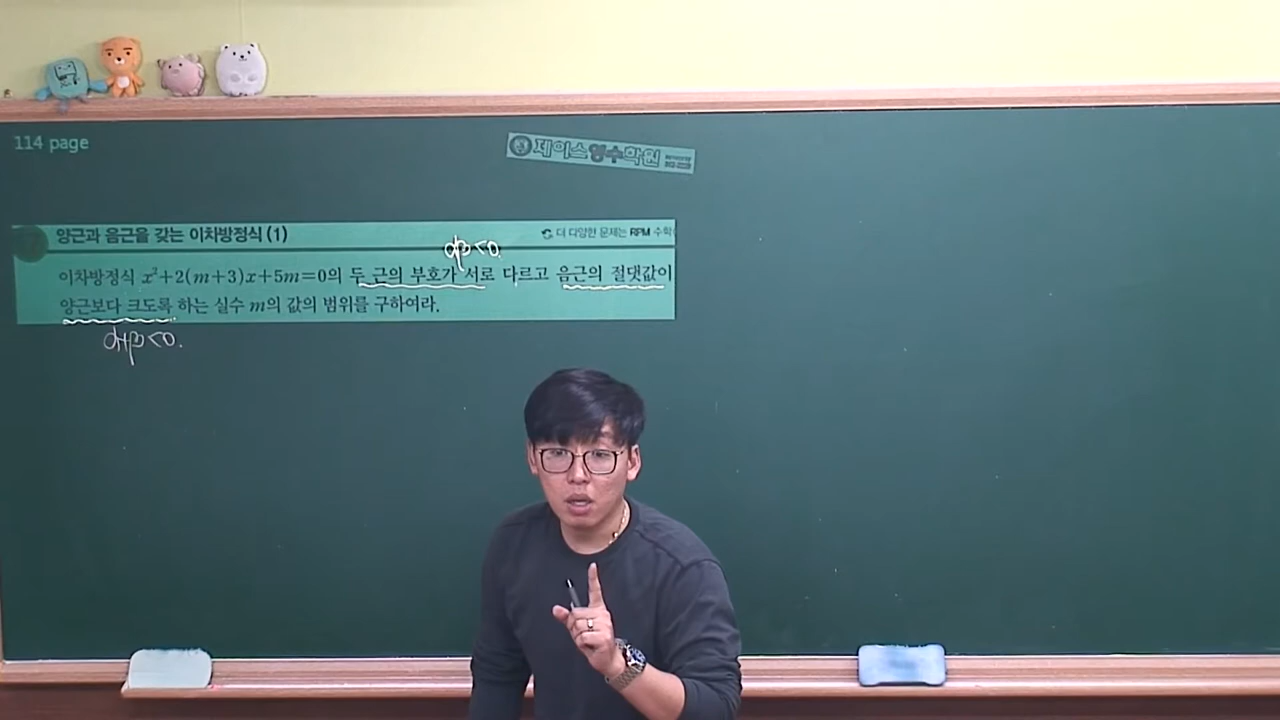 114 page
제이스영수학원
양근과 음근을 갖는 이차방정식 (1)
더 다양한 문제는 RPM 수학
αβ<0.
이차방정식 x²+2(m+3)x+5m=0의 두 근의 부호가 서로 다르고 음근의 절댓값이
양근보다 크도록 하는 실수 m의 값의 범위를 구하여라.
α+β<0.